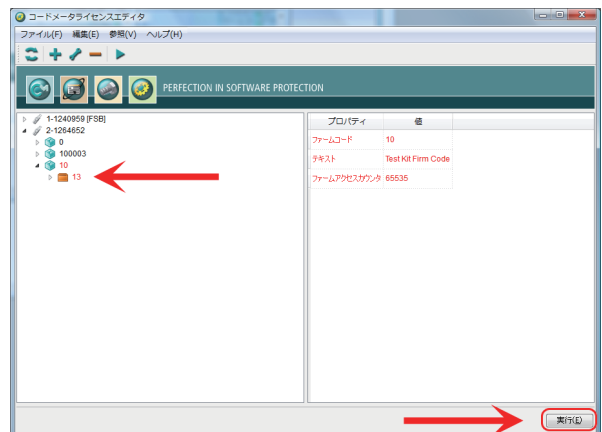 コードメータライセンスエディタ
ファイル(F) 編集(E) 参照(V) ヘルプ(H)
PERFECTION IN SOFTWARE PROTECTION
1-1240959 [FSB]
2-1264652
0
100003
10
13
プロパティ 値
ファームコード 10
テキスト Test Kit Firm Code
ファームアクセスカウンタ 65535
実行(E)